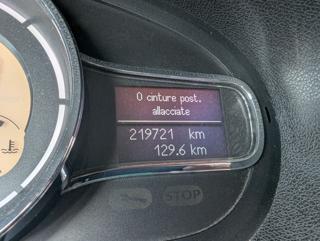 0 cinture post.
allacciate
219721 km
129.6 km
STOP